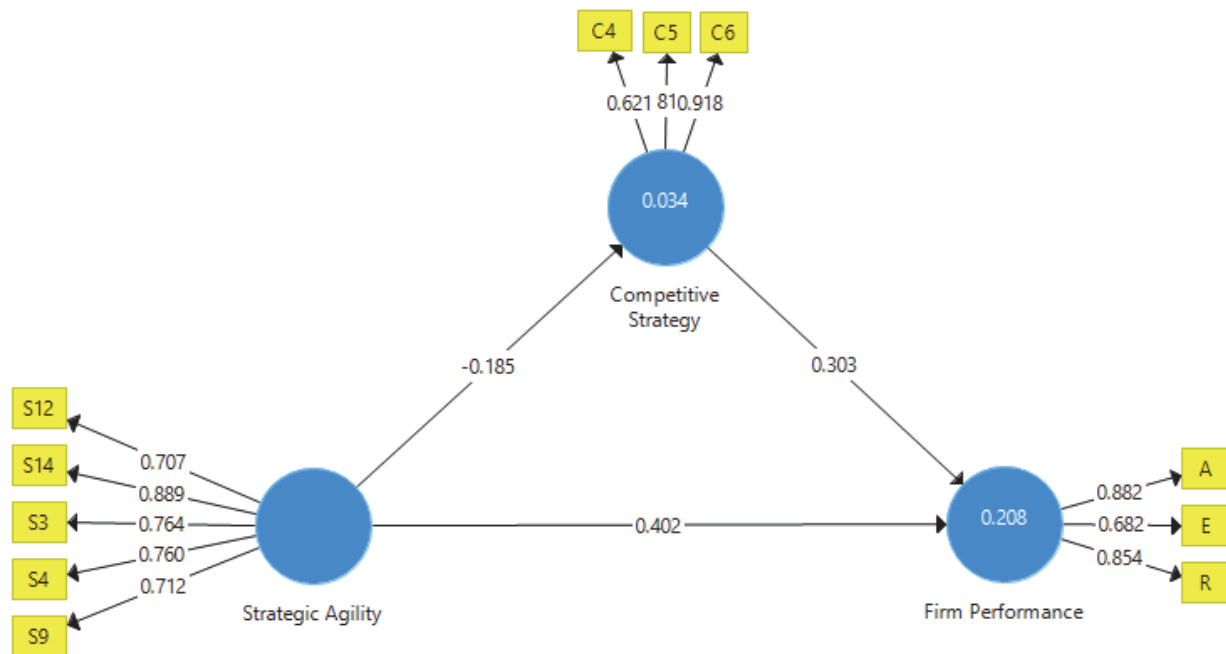 C4 C5 C6
0.621 81 0.918
0.034
Competitive
Strategy
-0.185
0.303
S12
S14
S3
S4
S9
0.707
0.889
0.764
0.760
0.712
Strategic Agility
0.402
0.208
Firm Performance
0.882
0.682
0.854
A
E
R